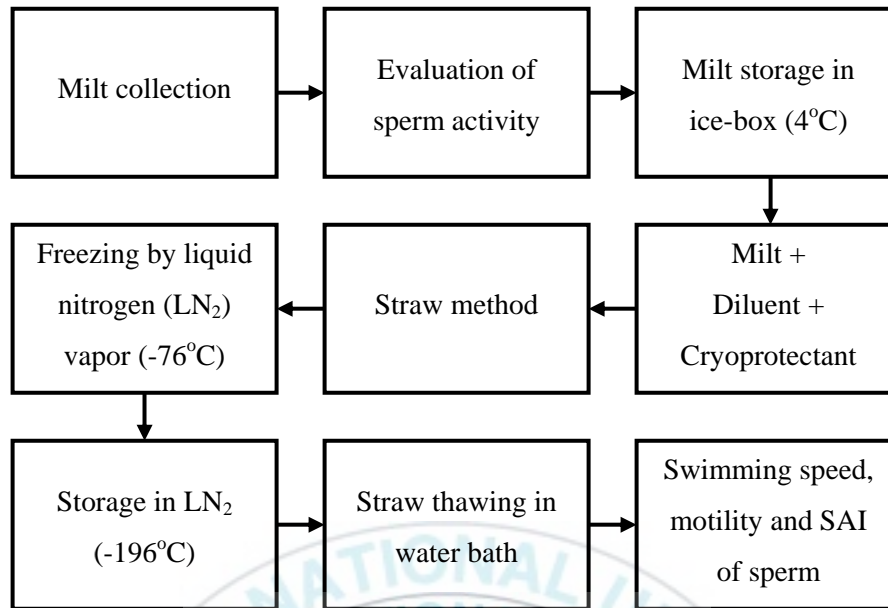 Milt collection
Evaluation of
sperm activity
Milt storage in
ice-box (4°C)
Milt +
Diluent +
Cryoprotectant
Straw method
Freezing by liquid
nitrogen (LN₂)
vapor (-76°C)
Storage in LN₂
(-196°C)
Straw thawing in
water bath
Swimming speed,
motility and SAI
of sperm
NATIONAL